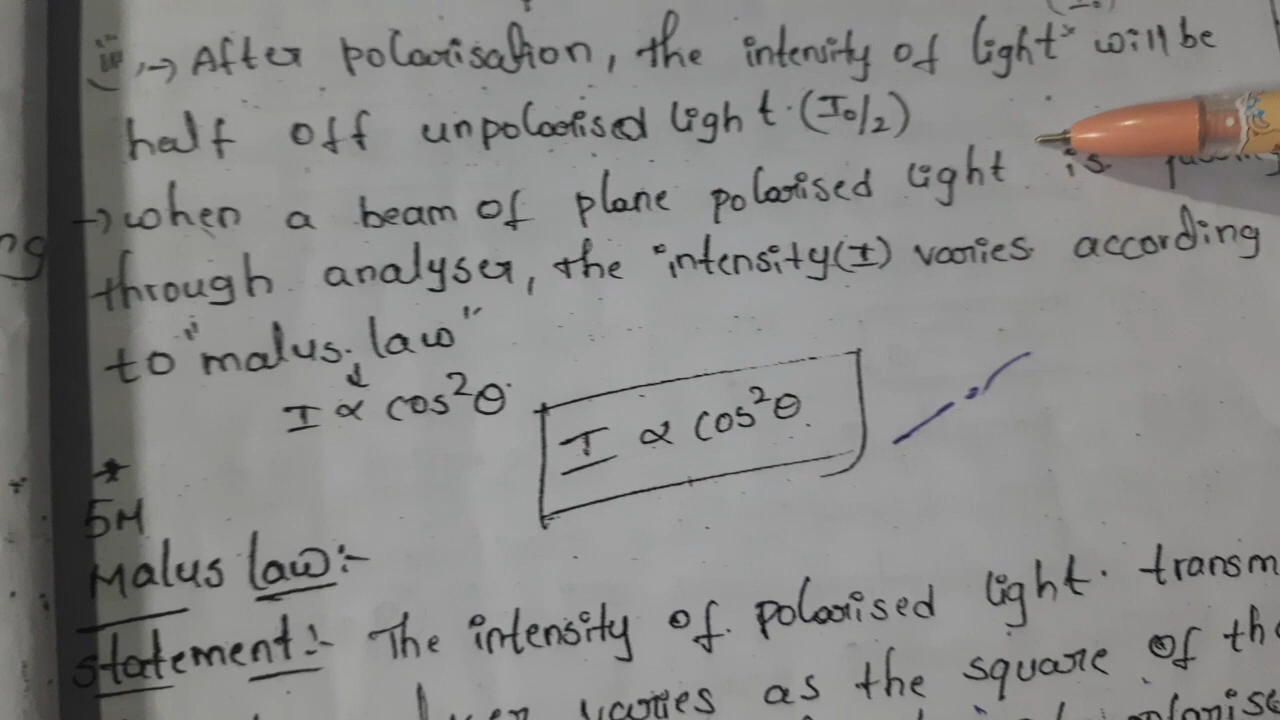 → After polarisation, the intensity of light will be
half off unpolarised light. (I0/2)
→ when a beam of plane polarised light is
through analyser, the intensity(I) varies according
to "malus law"
I ∝ cos²θ
I ∝ cos²θ
*
5M
Malus law:-
Statement:- The intensity of polarised light transm
varies as the square of the